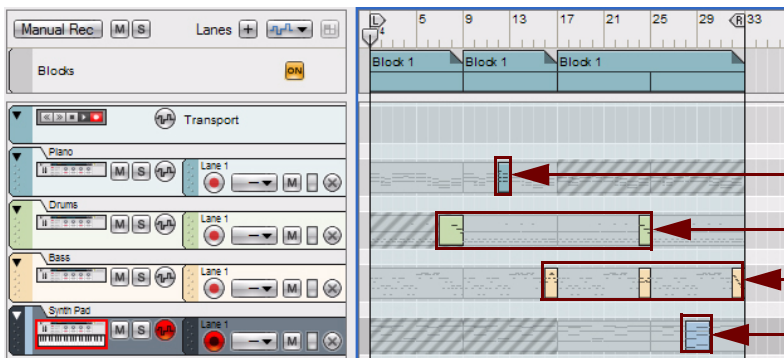 Manual Rec M S Lanes + L 5 9 13 17 21 25 29 R 33
4
Blocks ON Block 1 Block 1 Block 1
Transport
Piano
M S Lane 1
M
Drums
M S Lane 1
M
Bass
M S Lane 1
M
Synth Pad
M S Lane 1
M